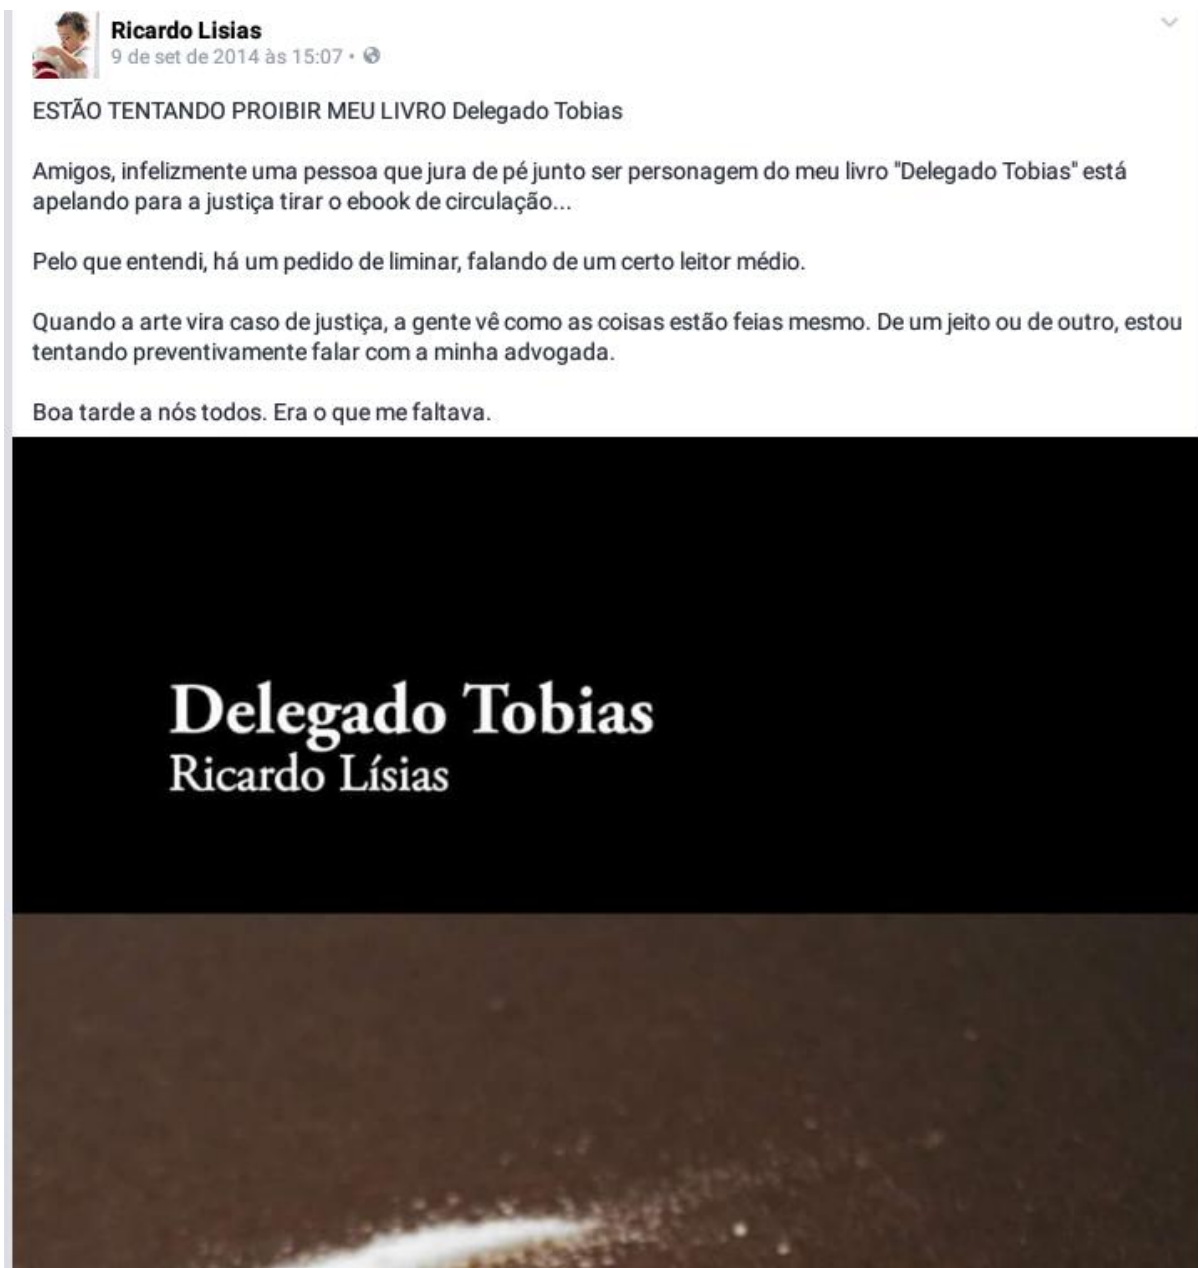 Ricardo Lisias
9 de set de 2014 às 15:07 ·
ESTÃO TENTANDO PROIBIR MEU LIVRO Delegado Tobias
Amigos, infelizmente uma pessoa que jura de pé junto ser personagem do meu livro "Delegado Tobias" está
apelando para a justiça tirar o ebook de circulação...
Pelo que entendi, há um pedido de liminar, falando de um certo leitor médio.
Quando a arte vira caso de justiça, a gente vê como as coisas estão feias mesmo. De um jeito ou de outro, estou
tentando preventivamente falar com a minha advogada.
Boa tarde a nós todos. Era o que me faltava.
Delegado Tobias
Ricardo Lísias